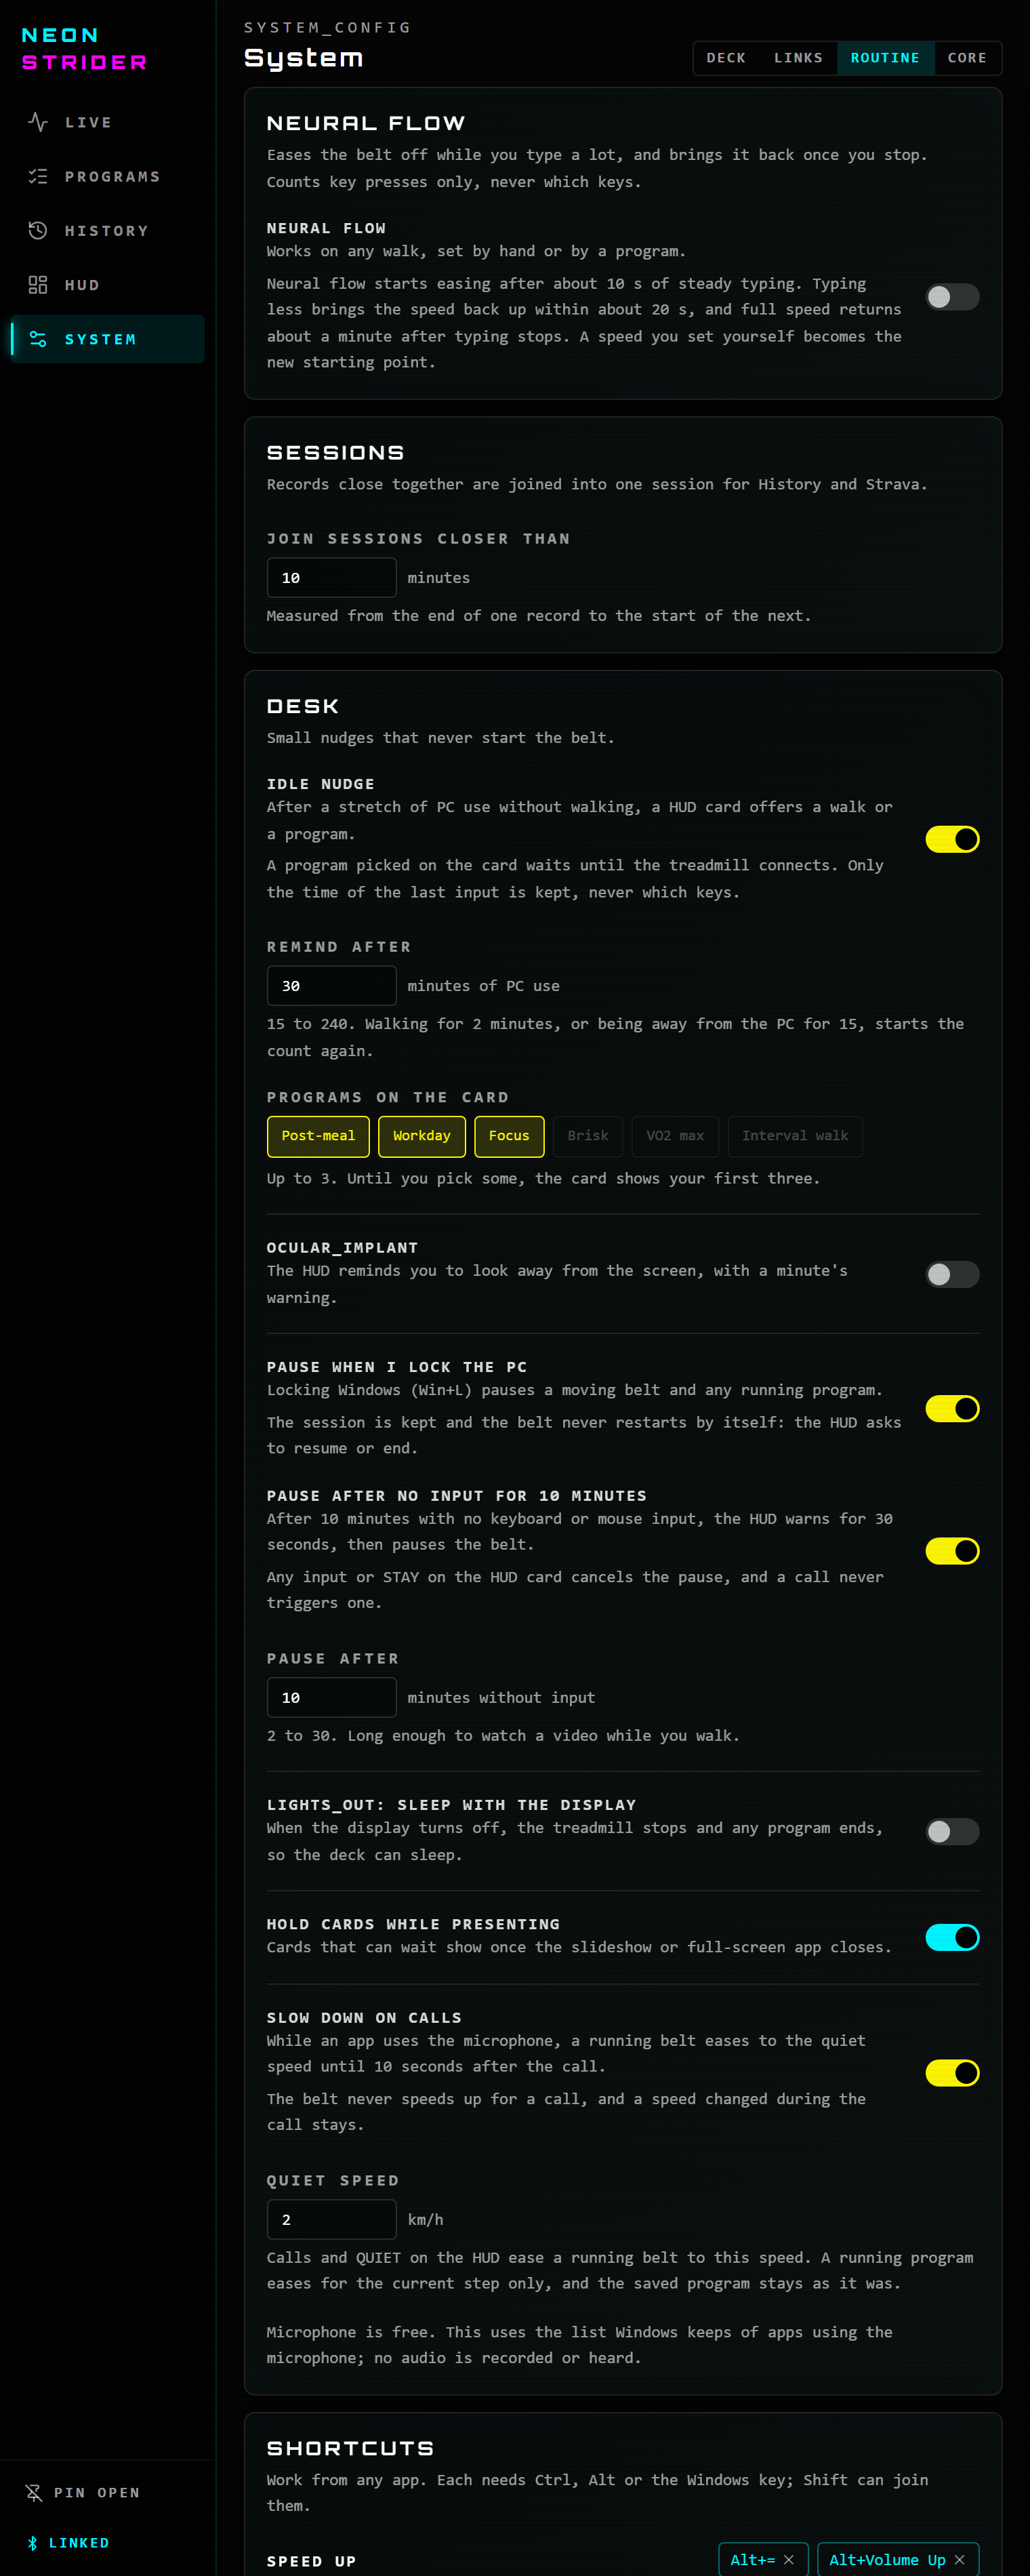 NEON
STRIDER
LIVE
PROGRAMS
HISTORY
HUD
SYSTEM
PIN OPEN
LINKED
SYSTEM_CONFIG
System
DECK LINKS ROUTINE CORE
NEURAL FLOW
Eases the belt off while you type a lot, and brings it back once you stop.
Counts key presses only, never which keys.
NEURAL FLOW
Works on any walk, set by hand or by a program.
Neural flow starts easing after about 10 s of steady typing. Typing
less brings the speed back up within about 20 s, and full speed returns
about a minute after typing stops. A speed you set yourself becomes the
new starting point.
SESSIONS
Records close together are joined into one session for History and Strava.
JOIN SESSIONS CLOSER THAN
10 minutes
Measured from the end of one record to the start of the next.
DESK
Small nudges that never start the belt.
IDLE NUDGE
After a stretch of PC use without walking, a HUD card offers a walk or
a program.
A program picked on the card waits until the treadmill connects. Only
the time of the last input is kept, never which keys.
REMIND AFTER
30 minutes of PC use
15 to 240. Walking for 2 minutes, or being away from the PC for 15, starts the
count again.
PROGRAMS ON THE CARD
Post-meal Workday Focus Brisk VO2 max Interval walk
Up to 3. Until you pick some, the card shows your first three.
OCULAR_IMPLANT
The HUD reminds you to look away from the screen, with a minute's
warning.
PAUSE WHEN I LOCK THE PC
Locking Windows (Win+L) pauses a moving belt and any running program.
The session is kept and the belt never restarts by itself: the HUD asks
to resume or end.
PAUSE AFTER NO INPUT FOR 10 MINUTES
After 10 minutes with no keyboard or mouse input, the HUD warns for 30
seconds, then pauses the belt.
Any input or STAY on the HUD card cancels the pause, and a call never
triggers one.
PAUSE AFTER
10 minutes without input
2 to 30. Long enough to watch a video while you walk.
LIGHTS_OUT: SLEEP WITH THE DISPLAY
When the display turns off, the treadmill stops and any program ends,
so the deck can sleep.
HOLD CARDS WHILE PRESENTING
Cards that can wait show once the slideshow or full-screen app closes.
SLOW DOWN ON CALLS
While an app uses the microphone, a running belt eases to the quiet
speed until 10 seconds after the call.
The belt never speeds up for a call, and a speed changed during the
call stays.
QUIET SPEED
2 km/h
Calls and QUIET on the HUD ease a running belt to this speed. A running program
eases for the current step only, and the saved program stays as it was.
Microphone is free. This uses the list Windows keeps of apps using the
microphone; no audio is recorded or heard.
SHORTCUTS
Work from any app. Each needs Ctrl, Alt or the Windows key; Shift can join
them.
SPEED UP Alt+= × Alt+Volume Up ×